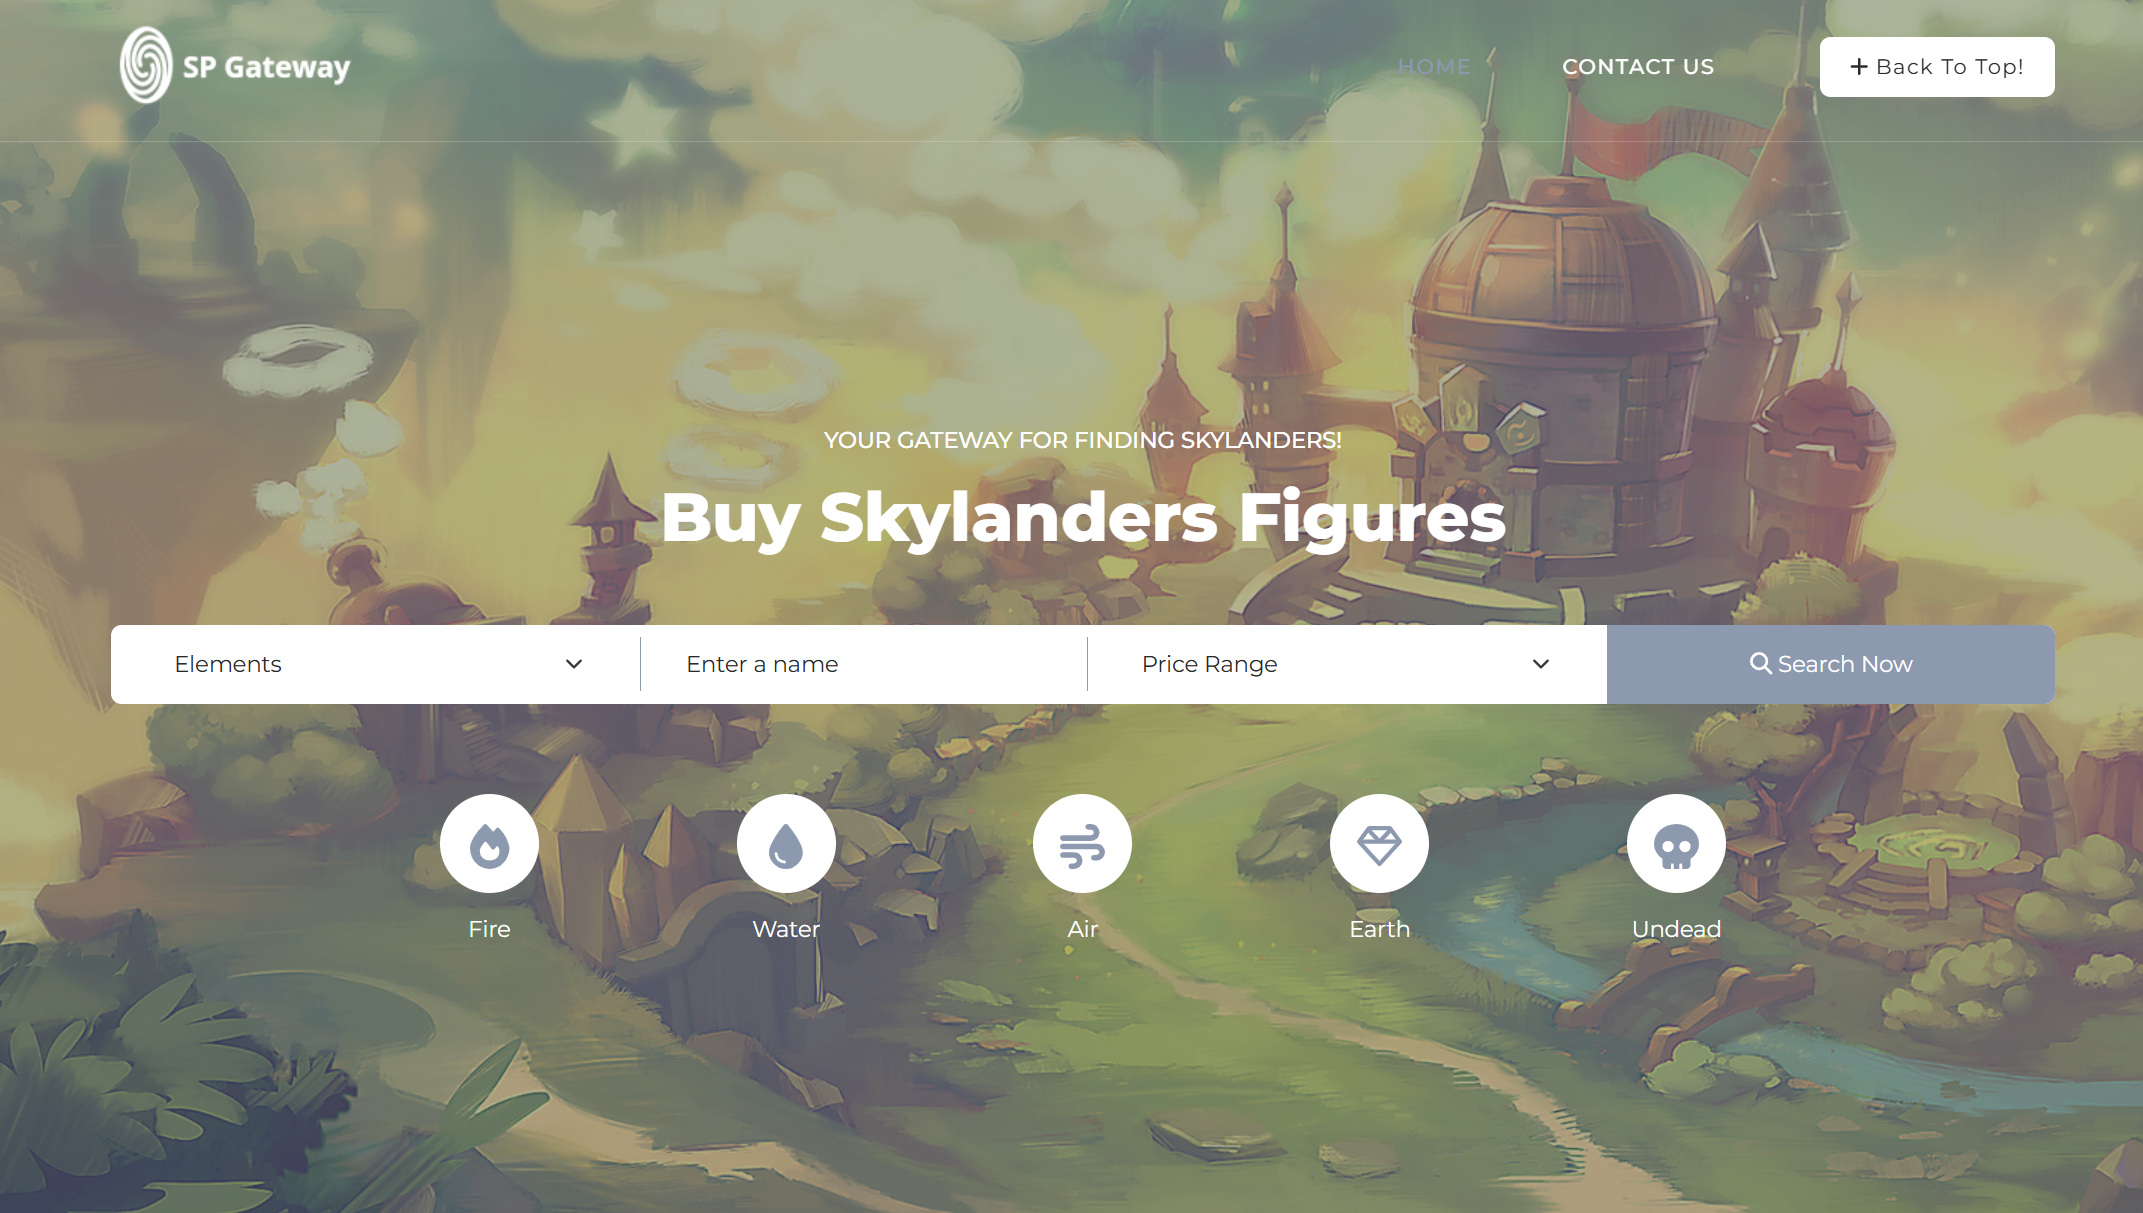 SP Gateway
HOME
CONTACT US
Back To Top!
YOUR GATEWAY FOR FINDING SKYLANDERS!
Buy Skylanders Figures
Elements
Enter a name
Price Range
Search Now
Fire
Water
Air
Earth
Undead